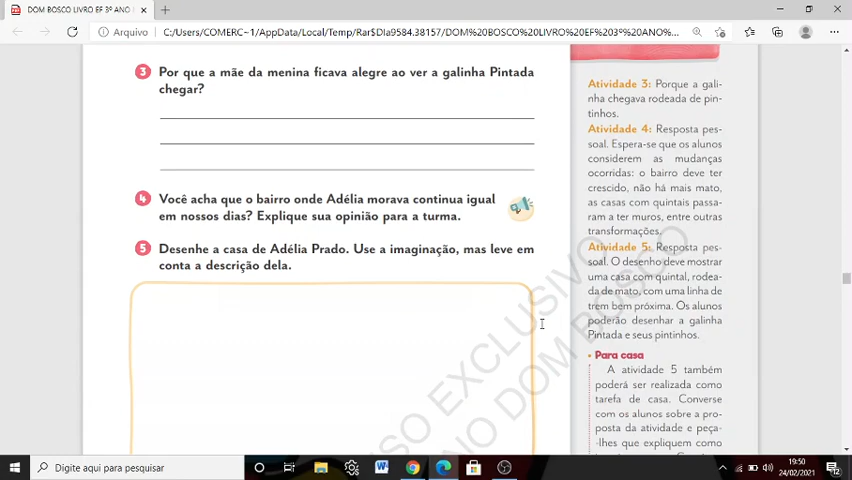 DOM BOSCO LIVRO EF 3º ANO
Arquivo
C:/Users/COMERC~1/AppData/Local/Temp/Rar$DIa9584.38157/DOM%20BOSCO%20LIVRO%20EF%203º%20ANO%...
3 Por que a mãe da menina ficava alegre ao ver a galinha Pintada
chegar?
4 Você acha que o bairro onde Adélia morava continua igual
em nossos dias? Explique sua opinião para a turma.
5 Desenhe a casa de Adélia Prado. Use a imaginação, mas leve em
conta a descrição dela.
Atividade 3: Porque a gali-
nha chegava rodeada de pin-
tinhos.
Atividade 4: Resposta pes-
soal. Espera-se que os alunos
considerem as mudanças
ocorridas: o bairro deve ter
crescido, não há mais mato,
as casas com quintais passa-
ram a ter muros, entre outras
transformações.
Atividade 5: Resposta pes-
soal. O desenho deve mostrar
uma casa com quintal, rodea-
da de mato, com uma linha de
trem bem próxima. Os alunos
poderão desenhar a galinha
Pintada e seus pintinhos.
• Para casa
A atividade 5 também
poderá ser realizada como
tarefa de casa. Converse
com os alunos sobre a pro-
posta da atividade e peça-
-lhes que expliquem como
SO EXCLUSIVO
NO DOM BOSCO
Digite aqui para pesquisar
19:50
24/02/2021
12